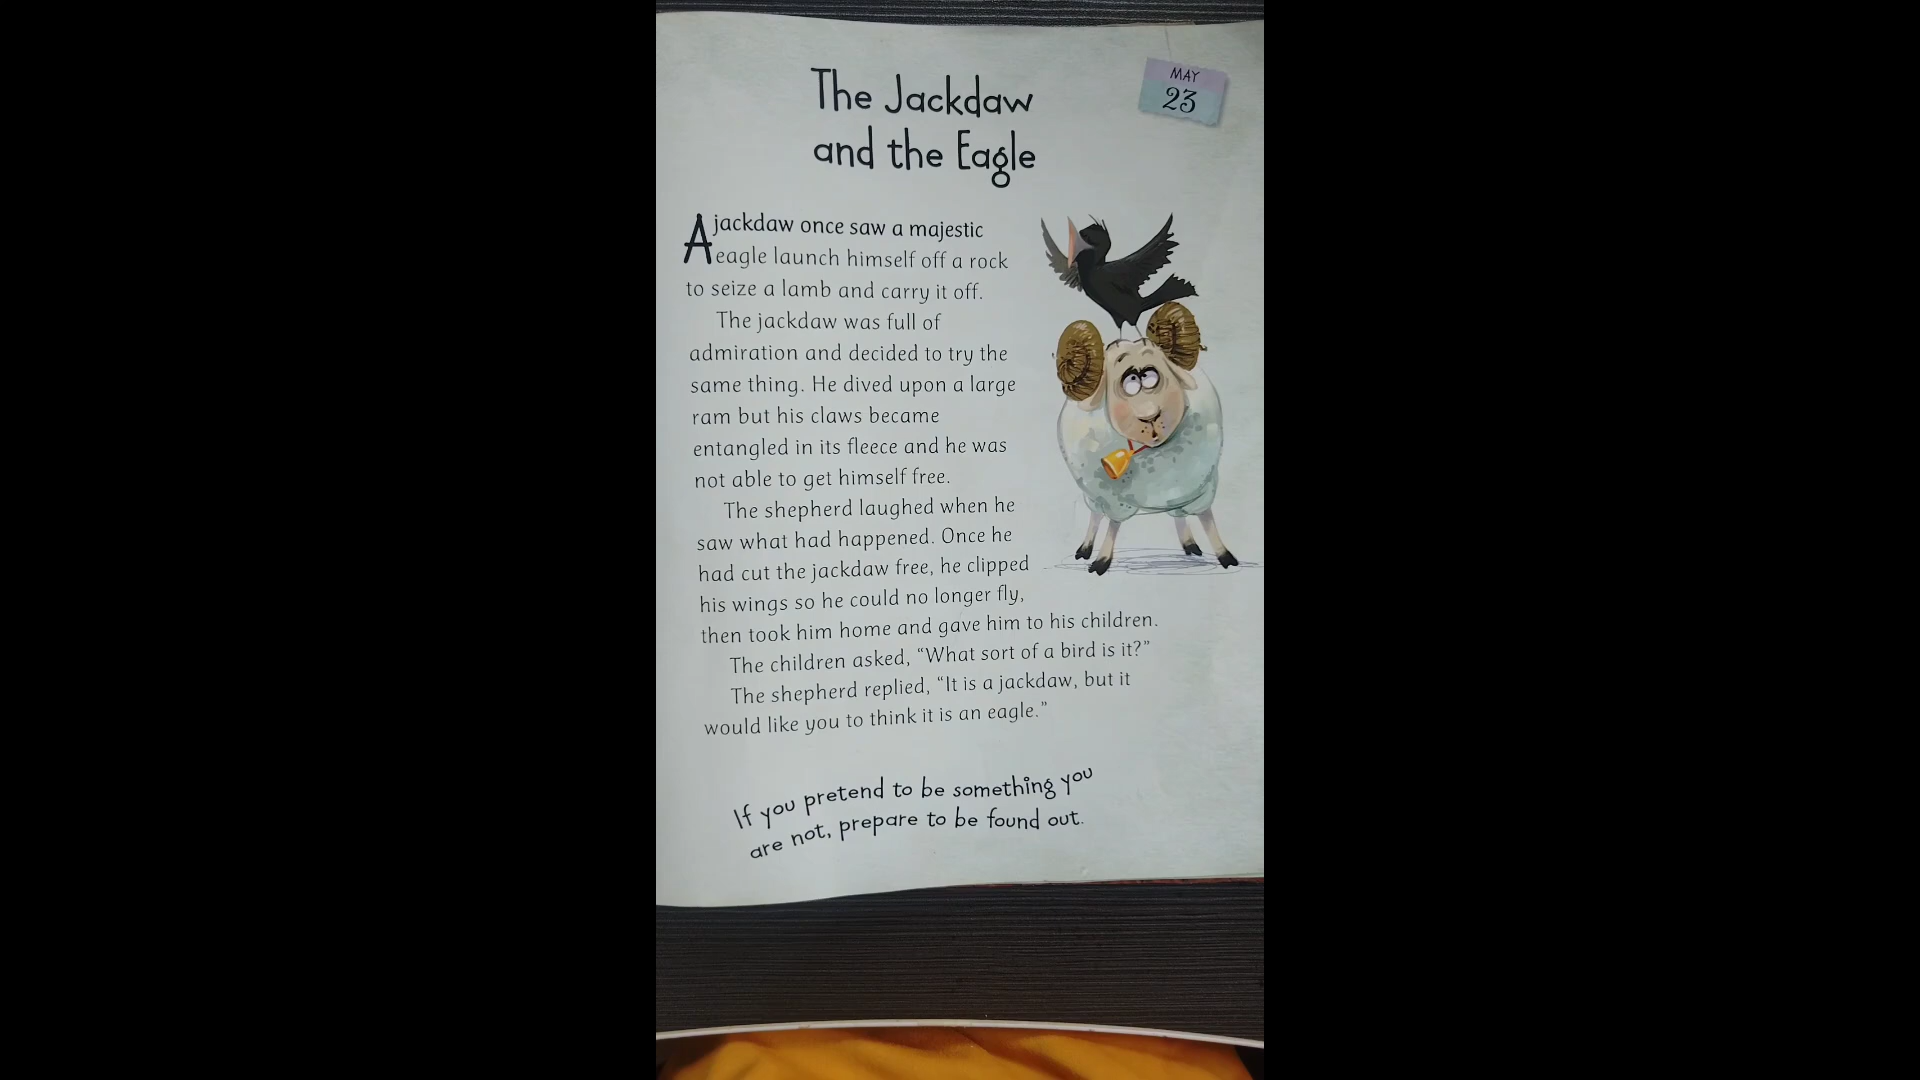 The Jackdaw
and the Eagle
MAY
23
A jackdaw once saw a majestic
eagle launch himself off a rock
to seize a lamb and carry it off.
The jackdaw was full of
admiration and decided to try the
same thing. He dived upon a large
ram but his claws became
entangled in its fleece and he was
not able to get himself free.
The shepherd laughed when he
saw what had happened. Once he
had cut the jackdaw free, he clipped
his wings so he could no longer fly,
then took him home and gave him to his children.
The children asked, “What sort of a bird is it?”
The shepherd replied, “It is a jackdaw, but it
would like you to think it is an eagle.”
If you pretend to be something you
are not, prepare to be found out.